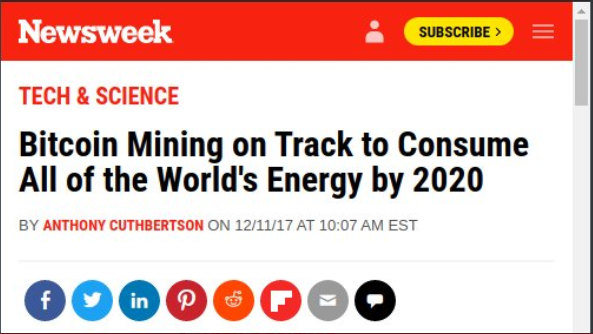 Newsweek
SUBSCRIBE >
TECH & SCIENCE
Bitcoin Mining on Track to Consume
All of the World's Energy by 2020
BY ANTHONY CUTHBERTSON ON 12/11/17 AT 10:07 AM EST